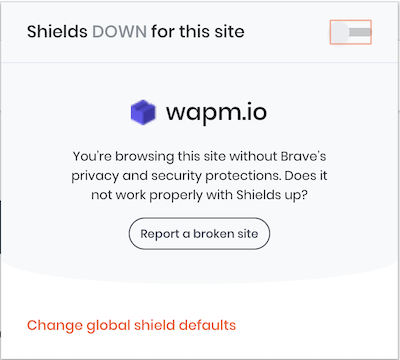 Shields DOWN for this site
wapm.io
You're browsing this site without Brave's
privacy and security protections. Does it
not work properly with Shields up?
Report a broken site
Change global shield defaults